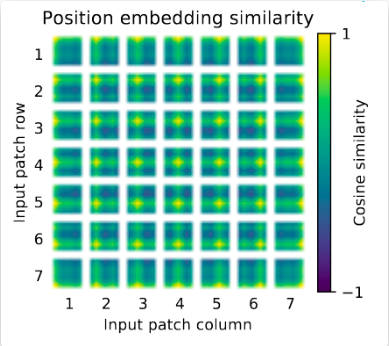 Position embedding similarity
1
2
3
4
5
6
7
Input patch row
1 2 3 4 5 6 7
Input patch column
1
−1
Cosine similarity